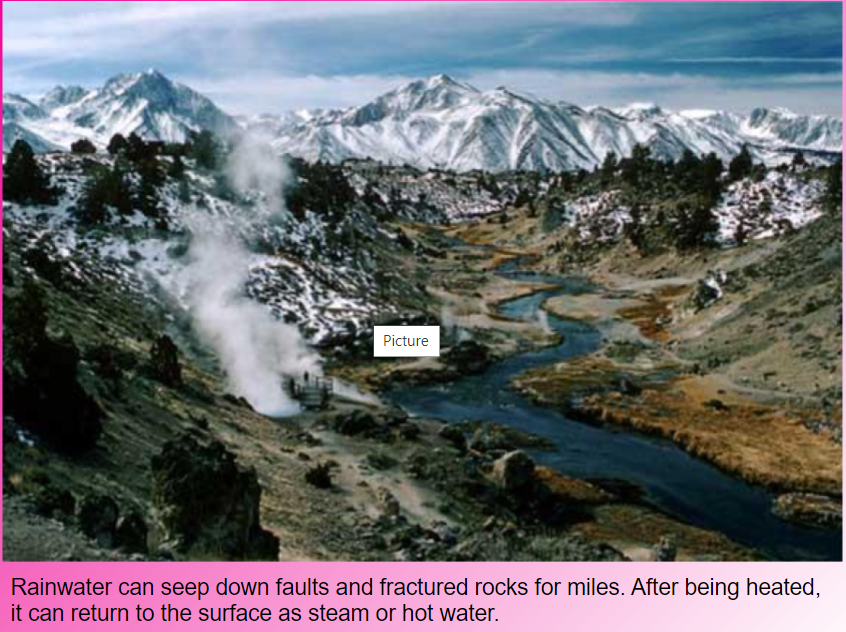 Picture
Rainwater can seep down faults and fractured rocks for miles. After being heated,
it can return to the surface as steam or hot water.